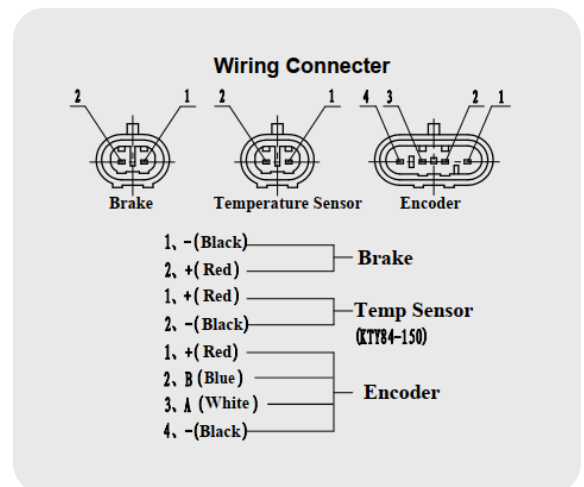 Wiring Connecter
2 1 2 1 4 3 2 1
Brake Temperature Sensor Encoder
1、-(Black)
2、+(Red) Brake
1、+(Red)
2、-(Black) Temp Sensor
(KTY84-150)
1、+(Red)
2、B(Blue)
3、A(White) Encoder
4、-(Black)